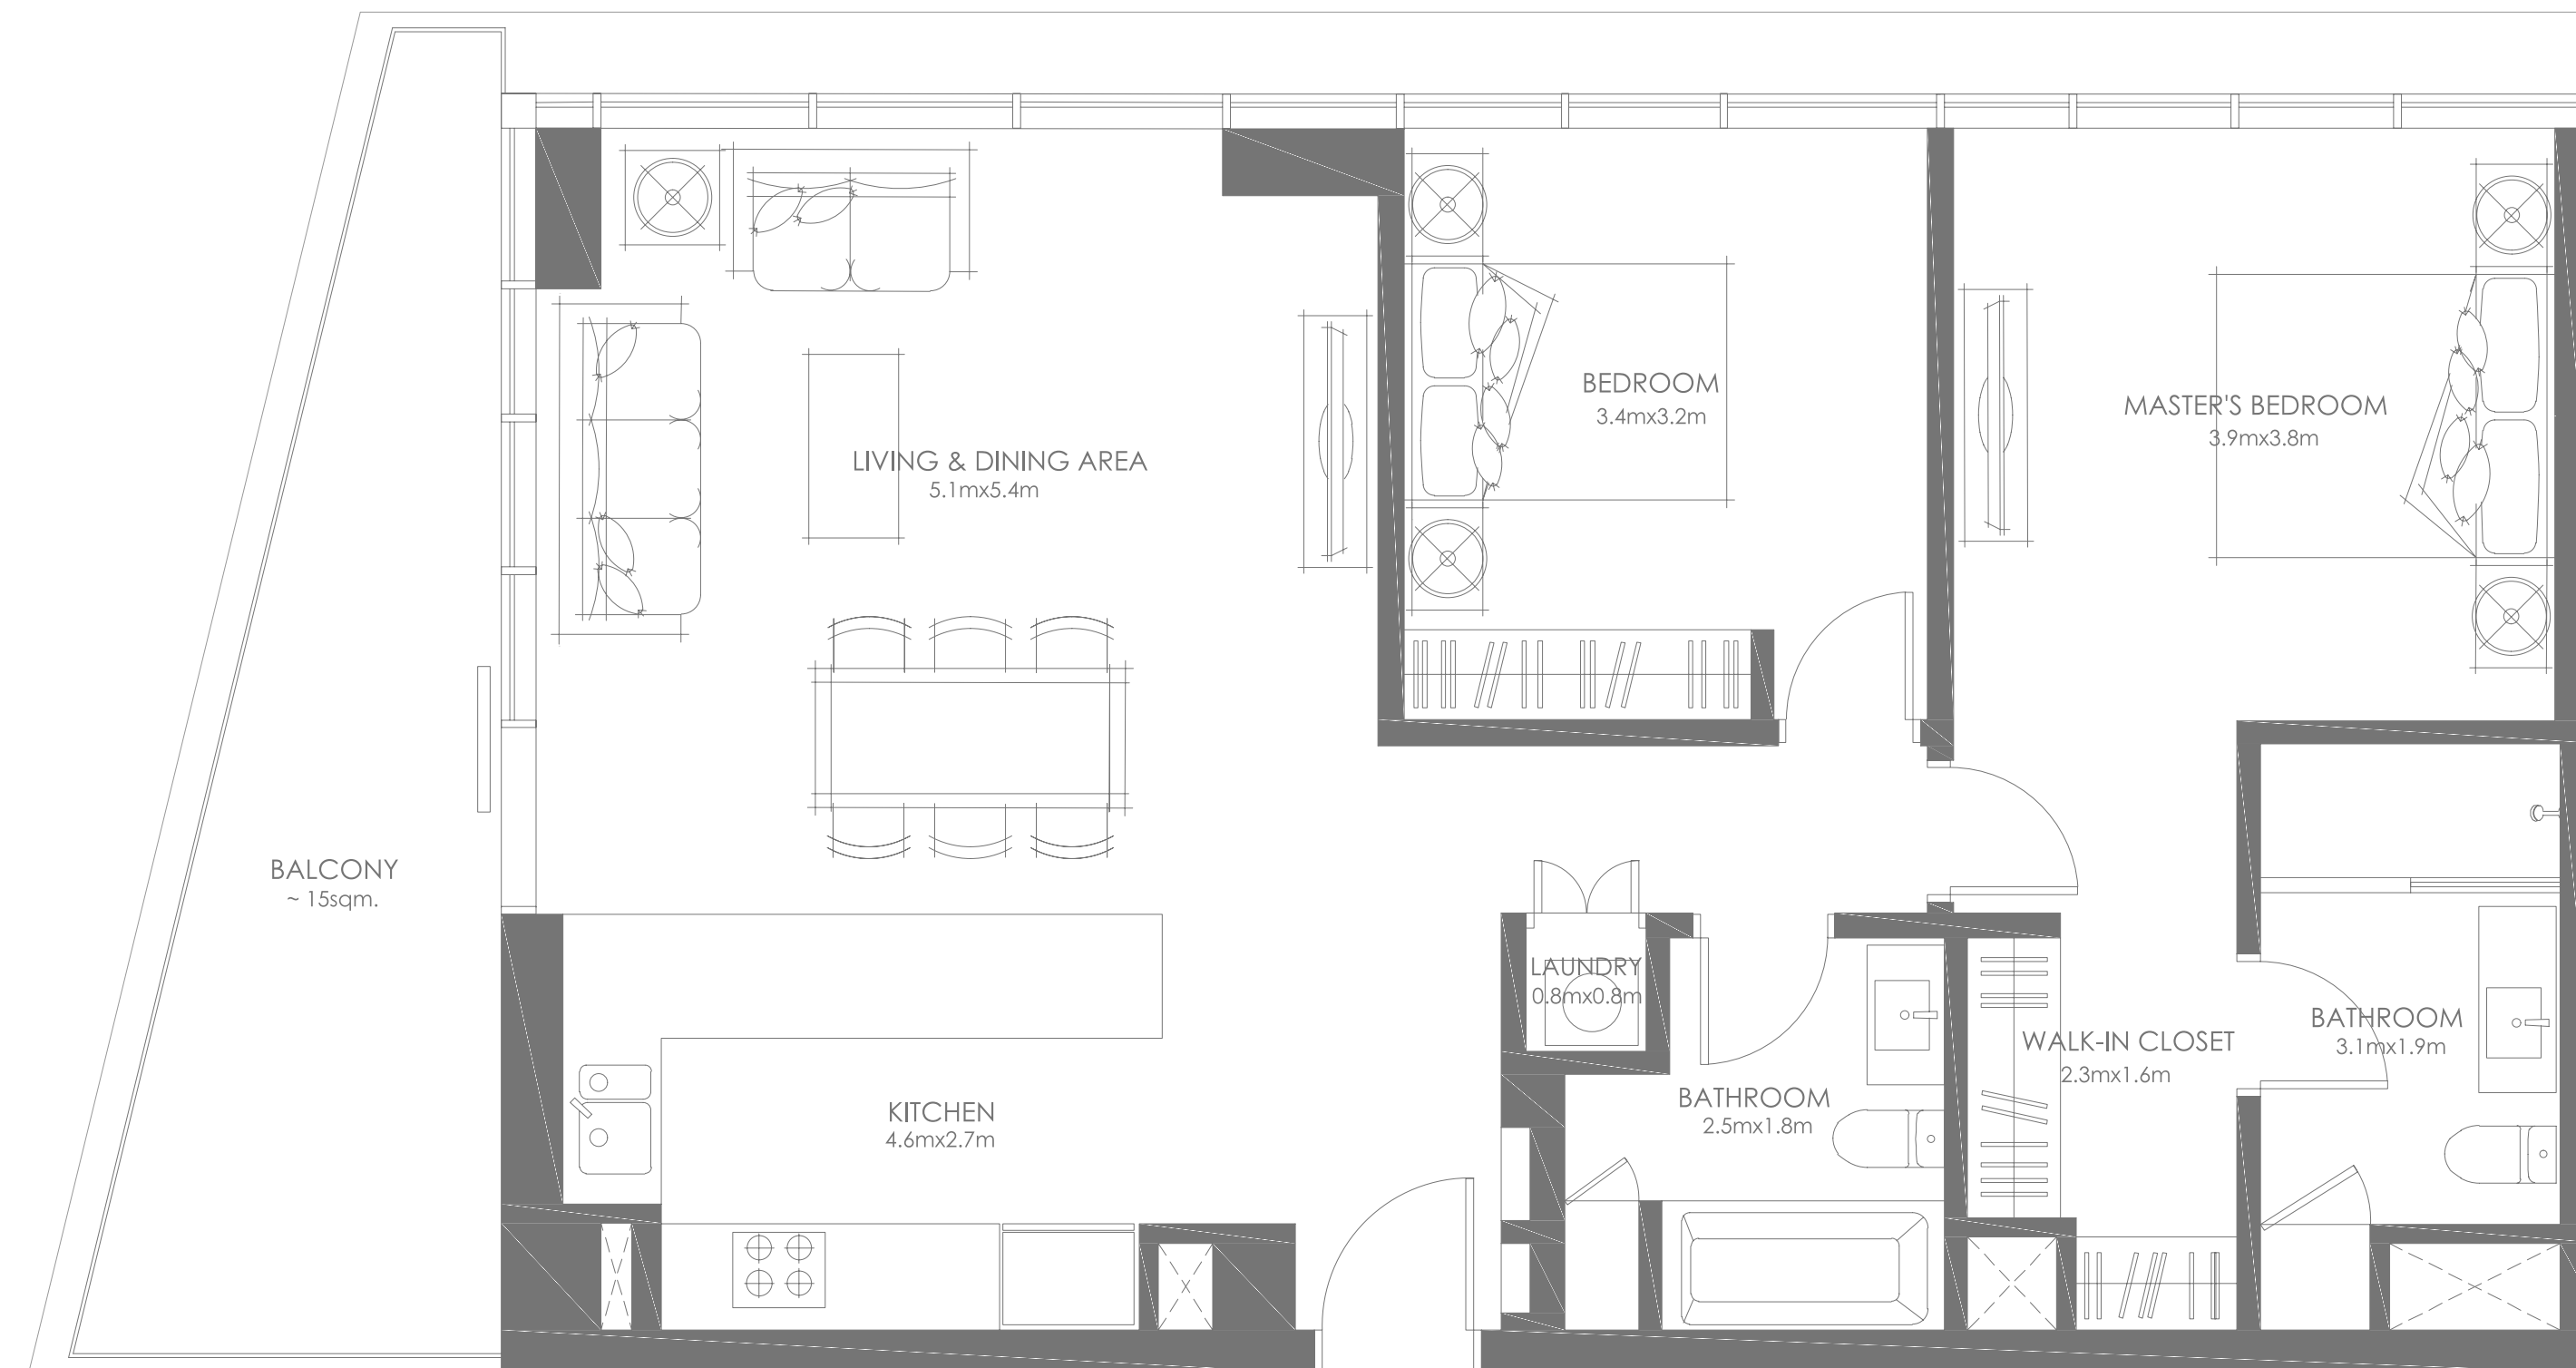 BEDROOM
3.4mx3.2m
MASTER'S BEDROOM
3.9mx3.8m
LIVING & DINING AREA
5.1mx5.4m
BALCONY
~ 15sqm.
LAUNDRY
0.8mx0.8m
BATHROOM
3.1mx1.9m
WALK-IN CLOSET
2.3mx1.6m
KITCHEN
4.6mx2.7m
BATHROOM
2.5mx1.8m